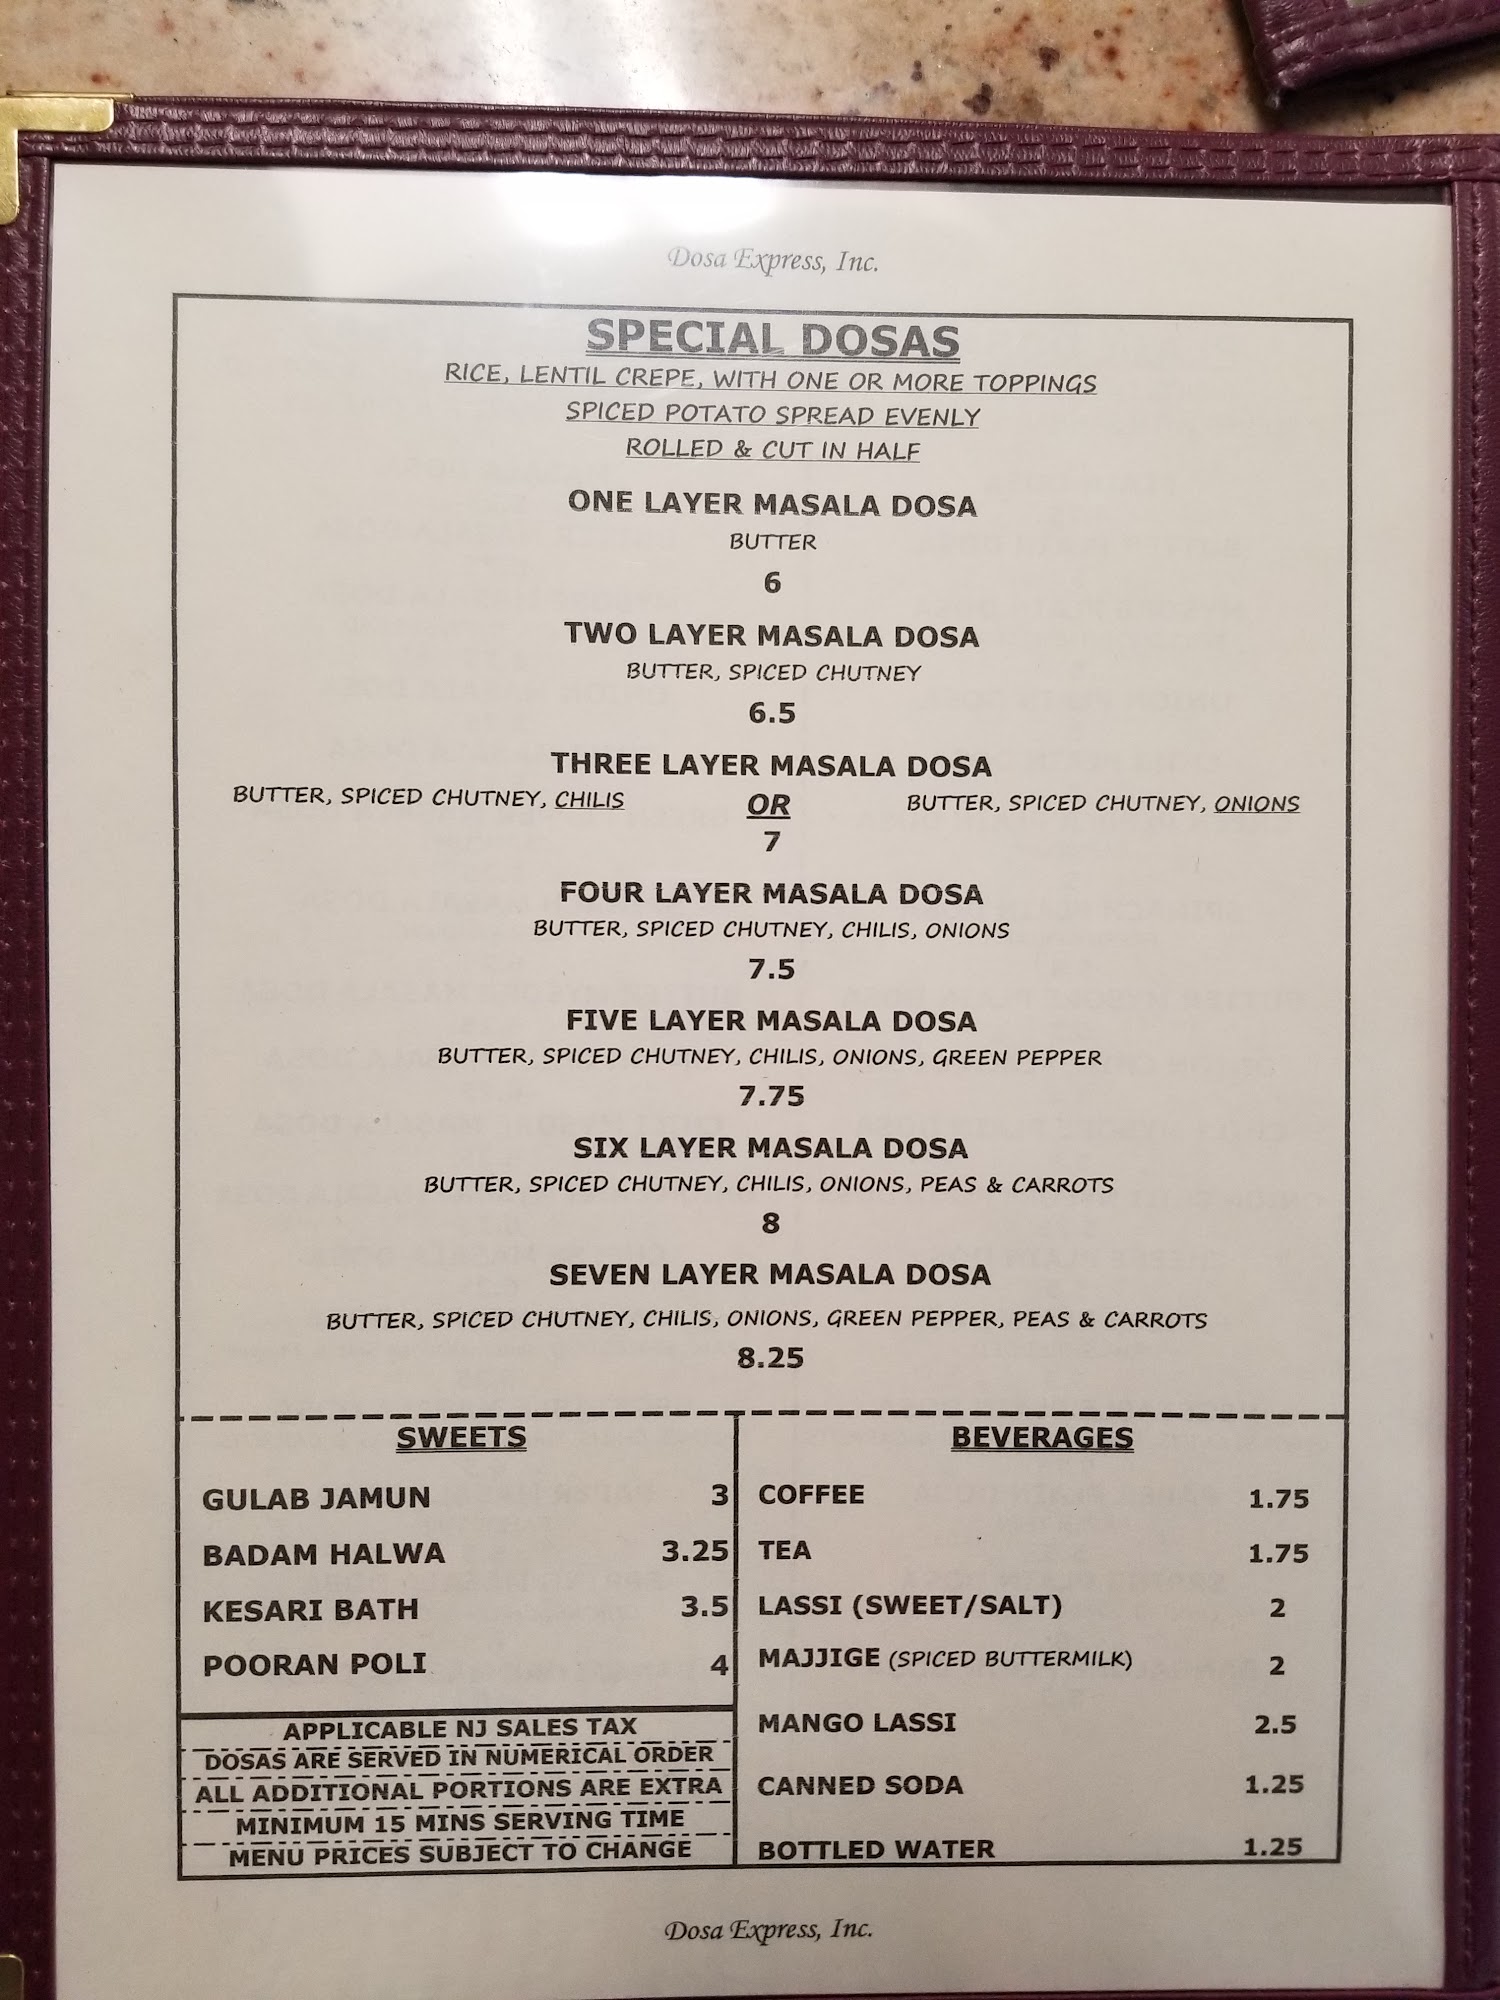 Dosa Express, Inc.
SPECIAL DOSAS
RICE, LENTIL CREPE, WITH ONE OR MORE TOPPINGS
SPICED POTATO SPREAD EVENLY
ROLLED & CUT IN HALF
ONE LAYER MASALA DOSA
BUTTER
6
TWO LAYER MASALA DOSA
BUTTER, SPICED CHUTNEY
6.5
THREE LAYER MASALA DOSA
BUTTER, SPICED CHUTNEY, CHILIS OR BUTTER, SPICED CHUTNEY, ONIONS
7
FOUR LAYER MASALA DOSA
BUTTER, SPICED CHUTNEY, CHILIS, ONIONS
7.5
FIVE LAYER MASALA DOSA
BUTTER, SPICED CHUTNEY, CHILIS, ONIONS, GREEN PEPPER
7.75
SIX LAYER MASALA DOSA
BUTTER, SPICED CHUTNEY, CHILIS, ONIONS, PEAS & CARROTS
8
SEVEN LAYER MASALA DOSA
BUTTER, SPICED CHUTNEY, CHILIS, ONIONS, GREEN PEPPER, PEAS & CARROTS
8.25
SWEETS
GULAB JAMUN 3
BADAM HALWA 3.25
KESARI BATH 3.5
POORAN POLI 4
APPLICABLE NJ SALES TAX
DOSAS ARE SERVED IN NUMERICAL ORDER
ALL ADDITIONAL PORTIONS ARE EXTRA
MINIMUM 15 MINS SERVING TIME
MENU PRICES SUBJECT TO CHANGE
BEVERAGES
COFFEE 1.75
TEA 1.75
LASSI (SWEET/SALT) 2
MAJJIGE (SPICED BUTTERMILK) 2
MANGO LASSI 2.5
CANNED SODA 1.25
BOTTLED WATER 1.25
Dosa Express, Inc.